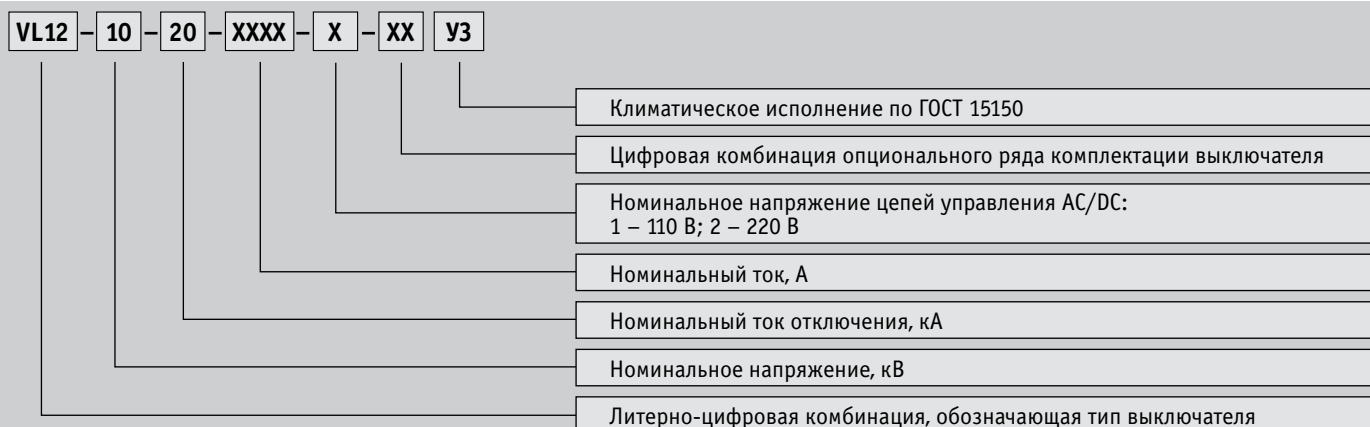 VL12 – 10 – 20 – XXXX – X – XX У3
Климатическое исполнение по ГОСТ 15150
Цифровая комбинация опционального ряда комплектации выключателя
Номинальное напряжение цепей управления AC/DC:
1 – 110 В; 2 – 220 В
Номинальный ток, А
Номинальный ток отключения, кА
Номинальное напряжение, кВ
Литерно-цифровая комбинация, обозначающая тип выключателя